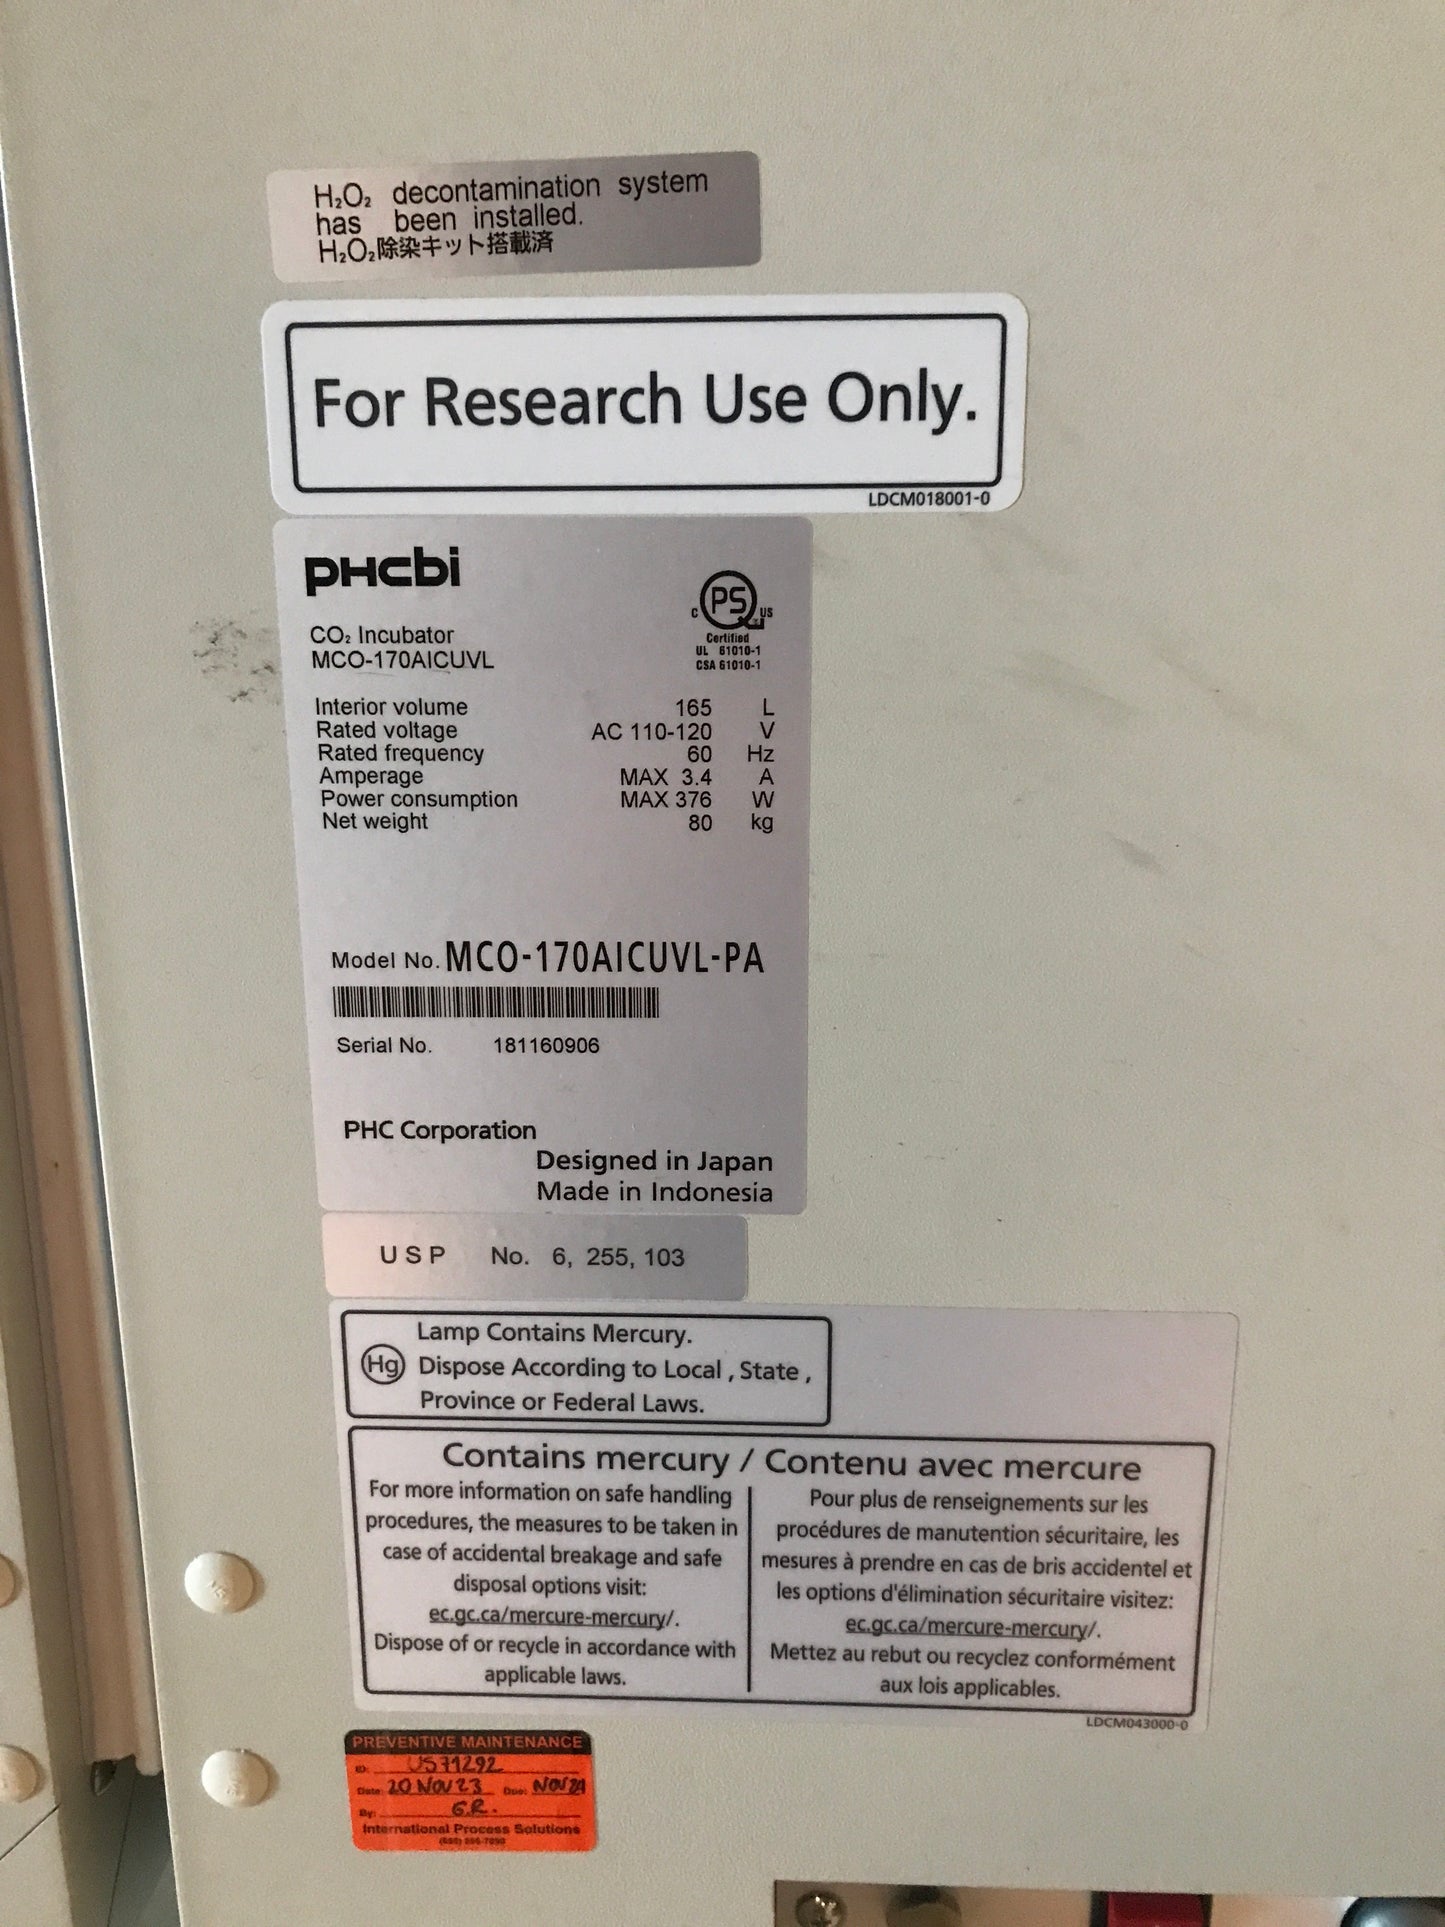 H₂O₂ decontamination system
has been installed.
H₂O₂除染キット搭載済
For Research Use Only.
LDCM018001-0
PHCbi
C PS US
Certified
UL 61010-1
CSA 61010-1
CO₂ Incubator
MCO-170AICUVL
Interior volume 165 L
Rated voltage AC 110-120 V
Rated frequency 60 Hz
Amperage MAX 3.4 A
Power consumption MAX 376 W
Net weight 80 kg
Model No. MCO-170AICUVL-PA
Serial No. 181160906
PHC Corporation
Designed in Japan
Made in Indonesia
USP No. 6, 255, 103
Lamp Contains Mercury.
Hg Dispose According to Local , State ,
Province or Federal Laws.
Contains mercury / Contenu avec mercure
For more information on safe handling
procedures, the measures to be taken in
case of accidental breakage and safe
disposal options visit:
ec.gc.ca/mercure-mercury/.
Dispose of or recycle in accordance with
applicable laws.
Pour plus de renseignements sur les
procédures de manutention sécuritaire, les
mesures à prendre en cas de bris accidentel et
les options d'élimination sécuritaire visitez:
ec.gc.ca/mercure-mercury/.
Mettez au rebut ou recyclez conformément
aux lois applicables.
LDCM043000-0
PREVENTIVE MAINTENANCE
ID: US71292
Date: 20 NOV 23 Due: NOV 24
By: G.R.
International Process Solutions